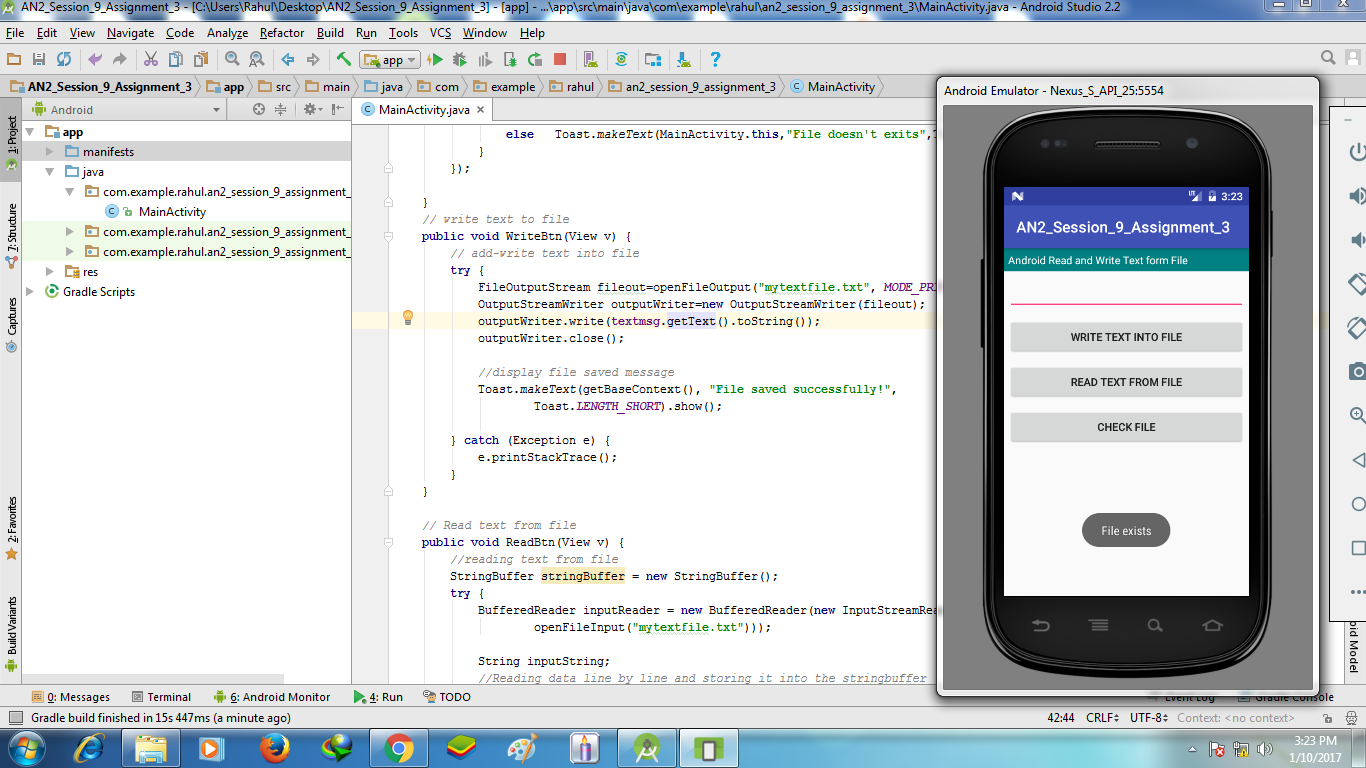 AN2_Session_9_Assignment_3 - [C:\Users\Rahul\Desktop\AN2_Session_9_Assignment_3] - [app] - ...\app\src\main\java\com\example\rahul\an2_session_9_assignment_3\MainActivity.java - Android Studio 2.2
File Edit View Navigate Code Analyze Refactor Build Run Tools VCS Window Help
app
AN2_Session_9_Assignment_3 app src main java com example rahul an2_session_9_assignment_3 MainActivity
Android
MainActivity.java
1: Project
7: Structure
Captures
2: Favorites
Build Variants
app
manifests
java
com.example.rahul.an2_session_9_assignment_
MainActivity
com.example.rahul.an2_session_9_assignment_
com.example.rahul.an2_session_9_assignment_
res
Gradle Scripts
else Toast.makeText(MainActivity.this,"File doesn't exits",
}
});
}
// write text to file
public void WriteBtn(View v) {
// add-write text into file
try {
FileOutputStream fileout=openFileOutput("mytextfile.txt", MODE_PR
OutputStreamWriter outputWriter=new OutputStreamWriter(fileout);
outputWriter.write(textmsg.getText().toString());
outputWriter.close();
//display file saved message
Toast.makeText(getBaseContext(), "File saved successfully!",
Toast.LENGTH_SHORT).show();
} catch (Exception e) {
e.printStackTrace();
}
}
// Read text from file
public void ReadBtn(View v) {
//reading text from file
StringBuffer stringBuffer = new StringBuffer();
try {
BufferedReader inputReader = new BufferedReader(new InputStreamRea
openFileInput("mytextfile.txt")));
String inputString;
//Reading data line by line and storing it into the stringbuffer
Android Emulator - Nexus_S_API_25:5554
3:23
AN2_Session_9_Assignment_3
Android Read and Write Text form File
WRITE TEXT INTO FILE
READ TEXT FROM FILE
CHECK FILE
File exists
oid Model
0: Messages Terminal 6: Android Monitor 4: Run TODO Event Log Gradle Console
Gradle build finished in 15s 447ms (a minute ago) 42:44 CRLF UTF-8 Context: <no context>
3:23 PM
1/10/2017